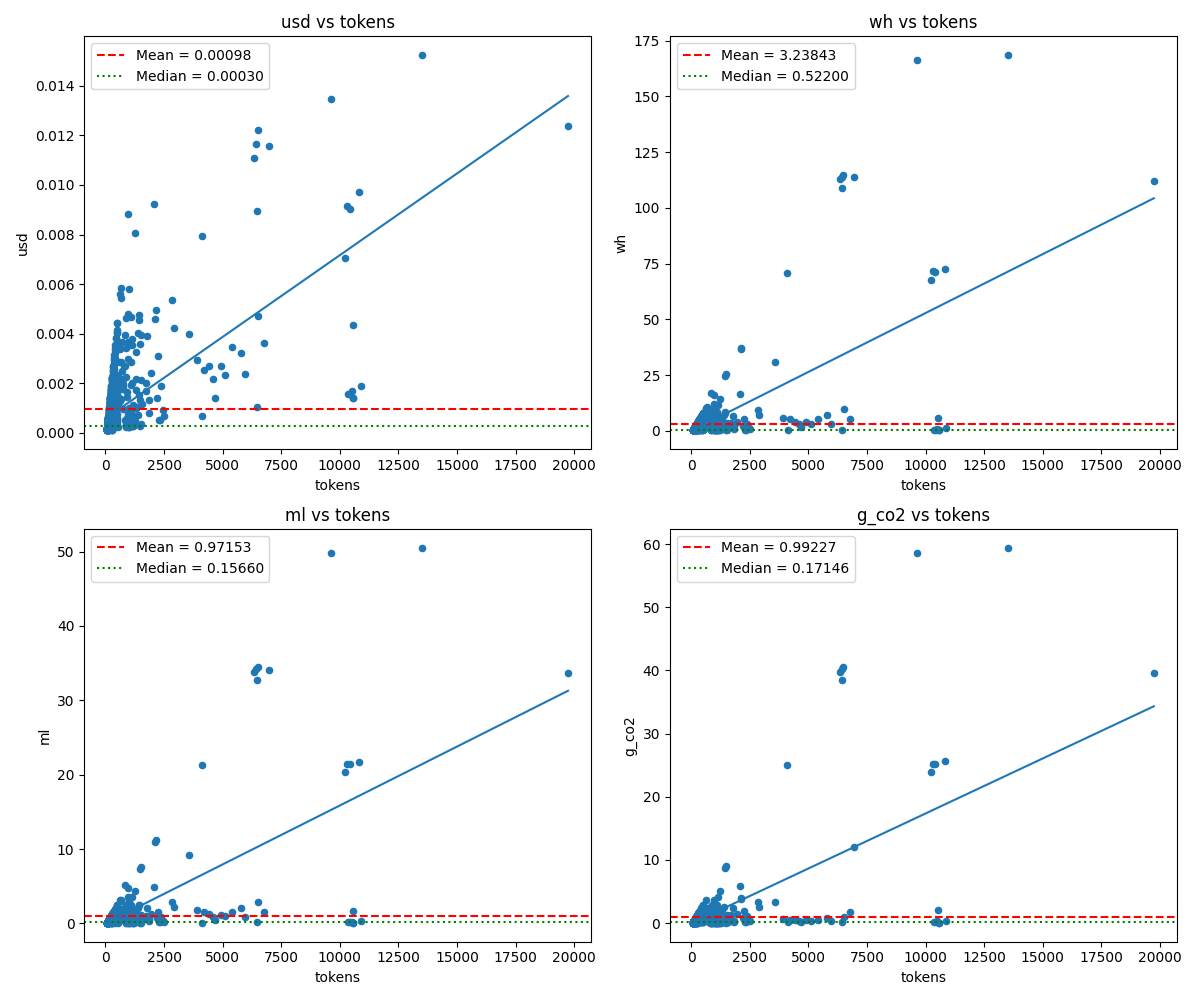 usd vs tokens
Mean = 0.00098
Median = 0.00030
0.014
0.012
0.010
0.008
0.006
0.004
0.002
0.000
usd
0 2500 5000 7500 10000 12500 15000 17500 20000
tokens
wh vs tokens
Mean = 3.23843
Median = 0.52200
175
150
125
100
75
50
25
0
wh
0 2500 5000 7500 10000 12500 15000 17500 20000
tokens
ml vs tokens
Mean = 0.97153
Median = 0.15660
50
40
30
20
10
0
ml
0 2500 5000 7500 10000 12500 15000 17500 20000
tokens
g_co2 vs tokens
Mean = 0.99227
Median = 0.17146
60
50
40
30
20
10
0
g_co2
0 2500 5000 7500 10000 12500 15000 17500 20000
tokens